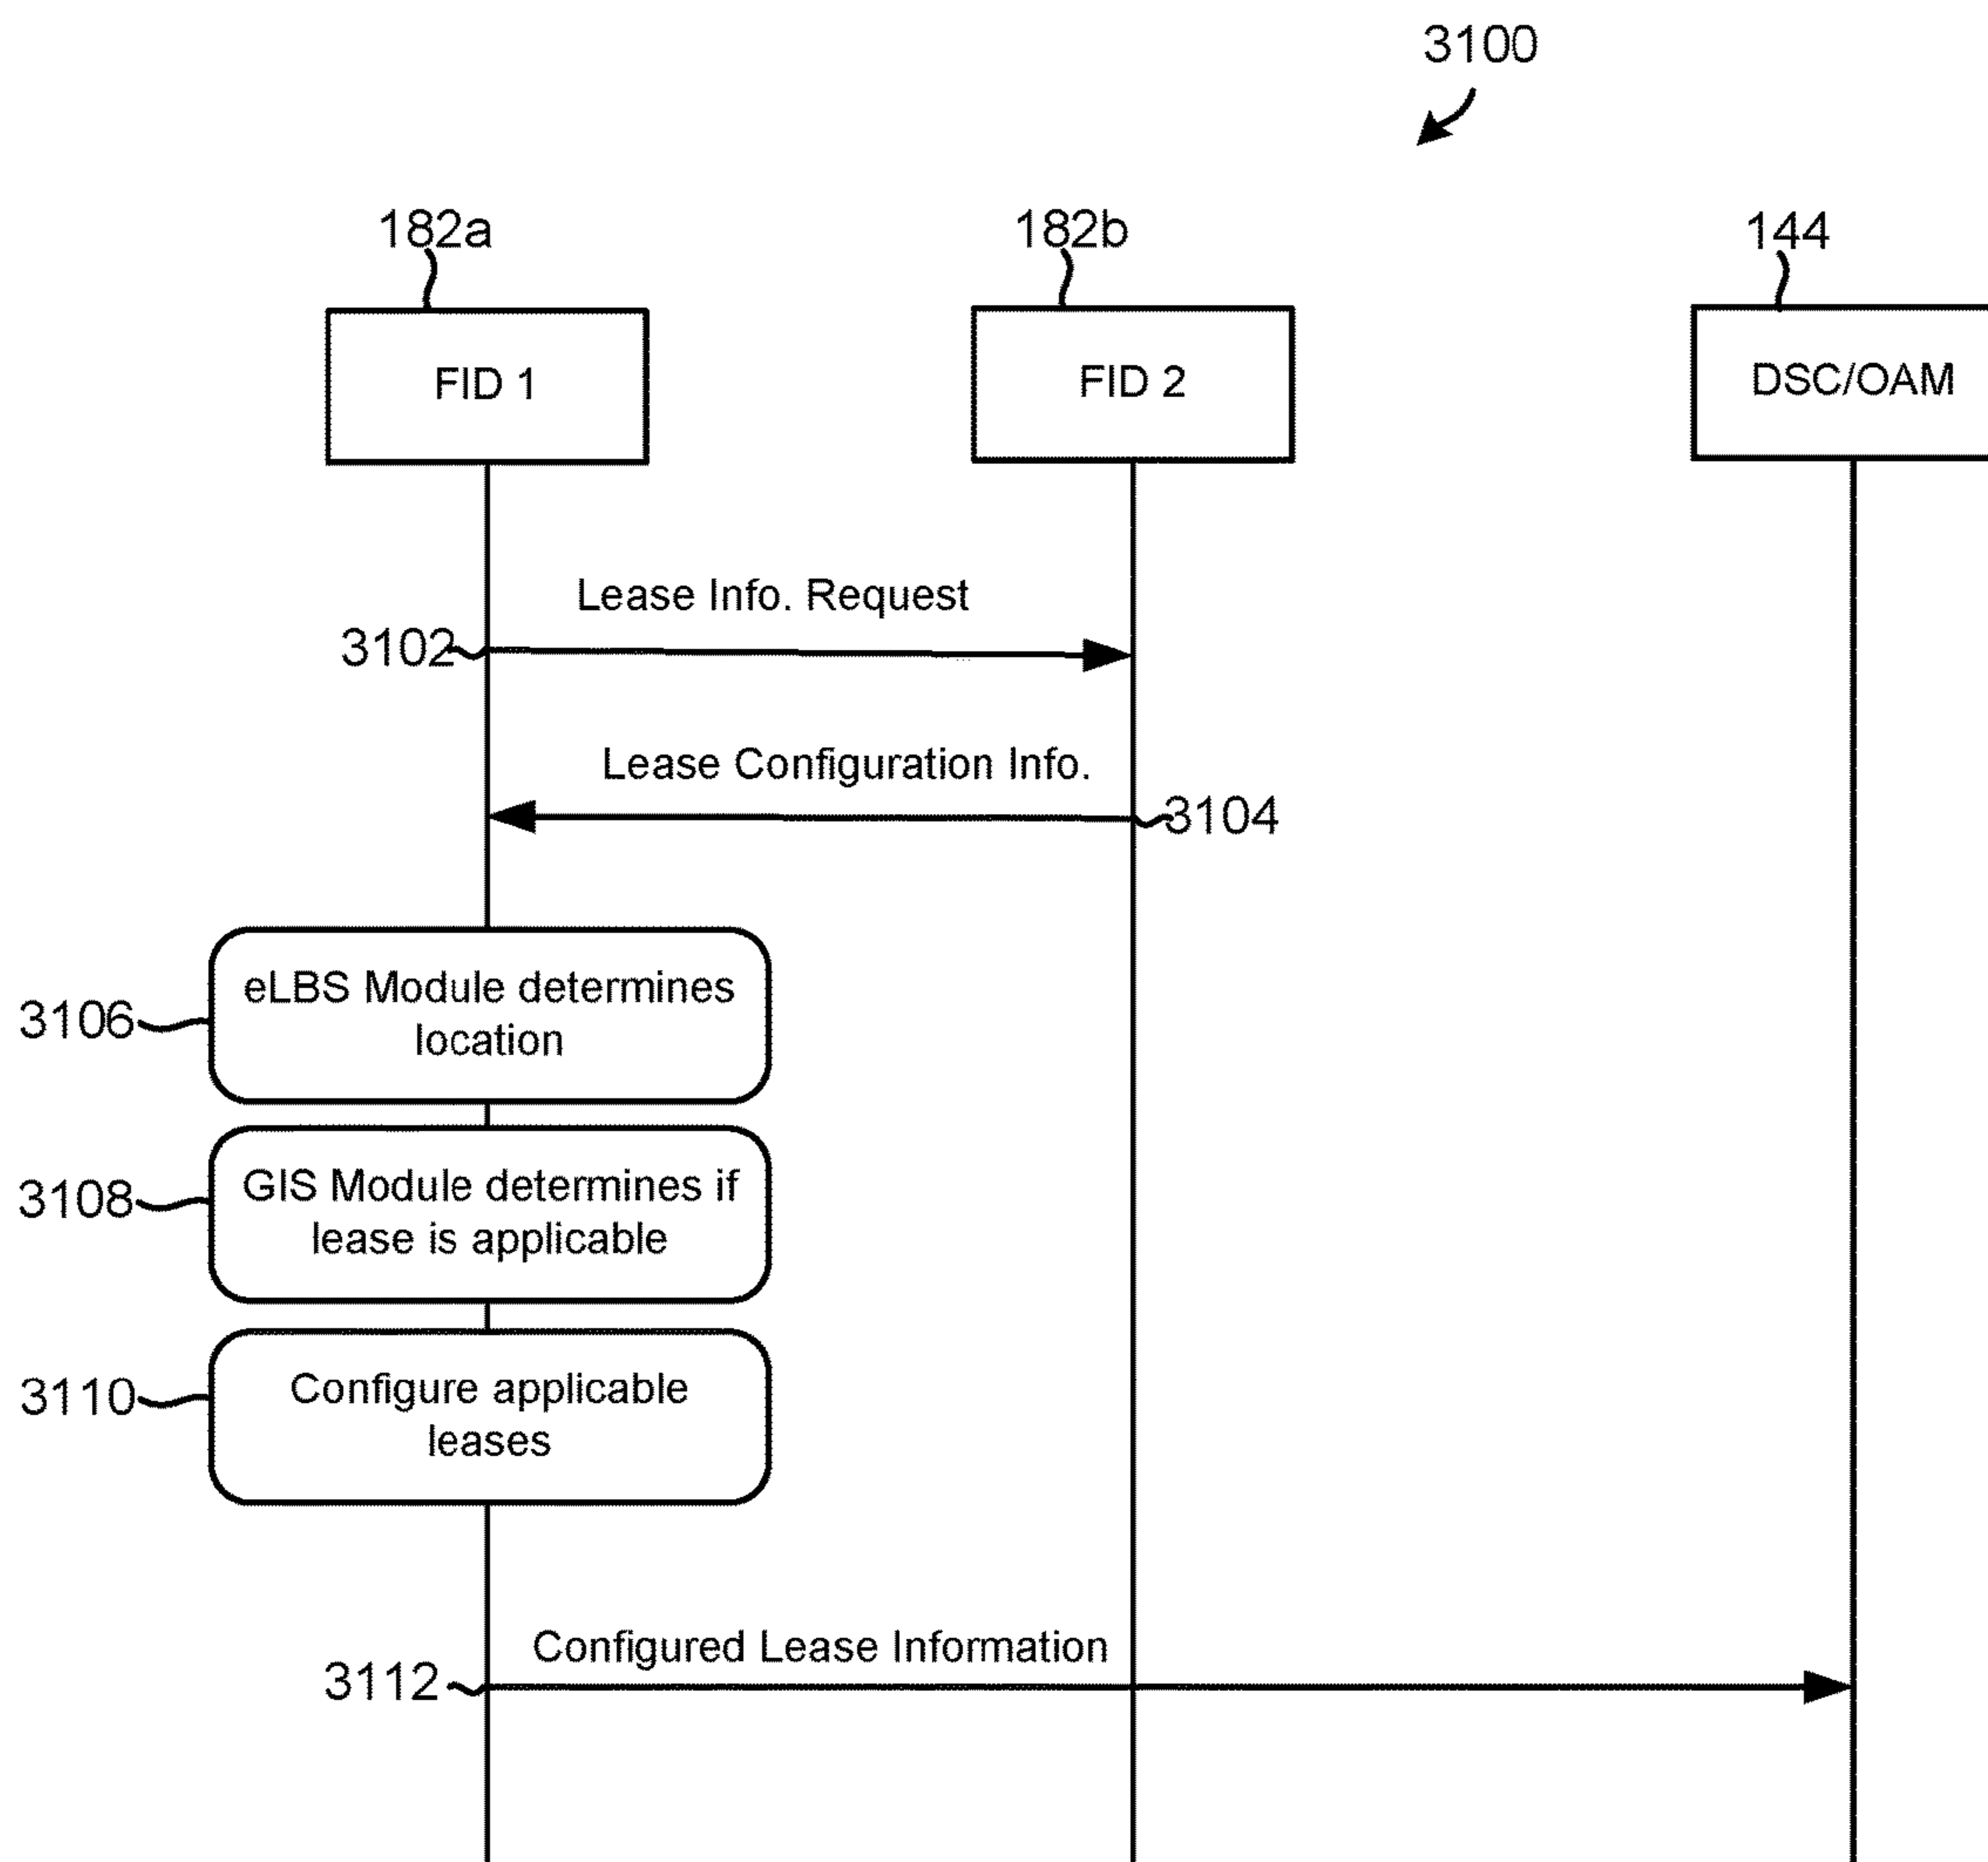 3100
182a
182b
144
FID 1
FID 2
DSC/OAM
Lease Info. Request
3102
Lease Configuration Info.
3104
eLBS Module determines
location
3106
GIS Module determines if
lease is applicable
3108
Configure applicable
leases
3110
Configured Lease Information
3112